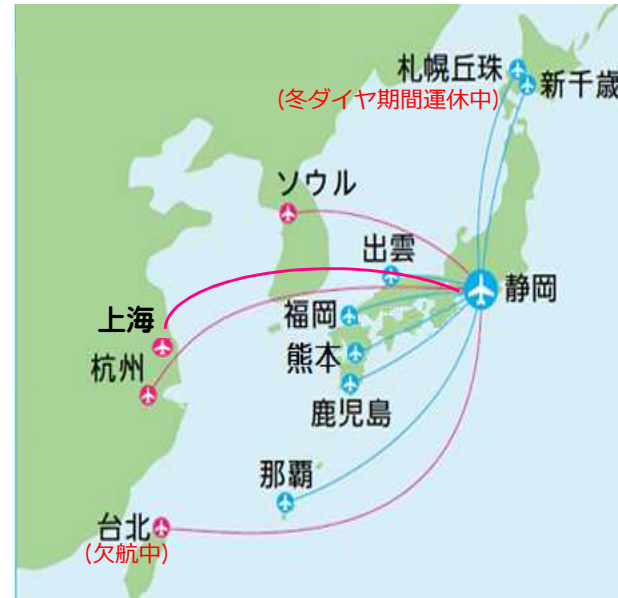 札幌丘珠
(冬ダイヤ期間運休中)
新千歳
ソウル
出雲
静岡
上海
福岡
杭州
熊本
鹿児島
那覇
台北
(欠航中)